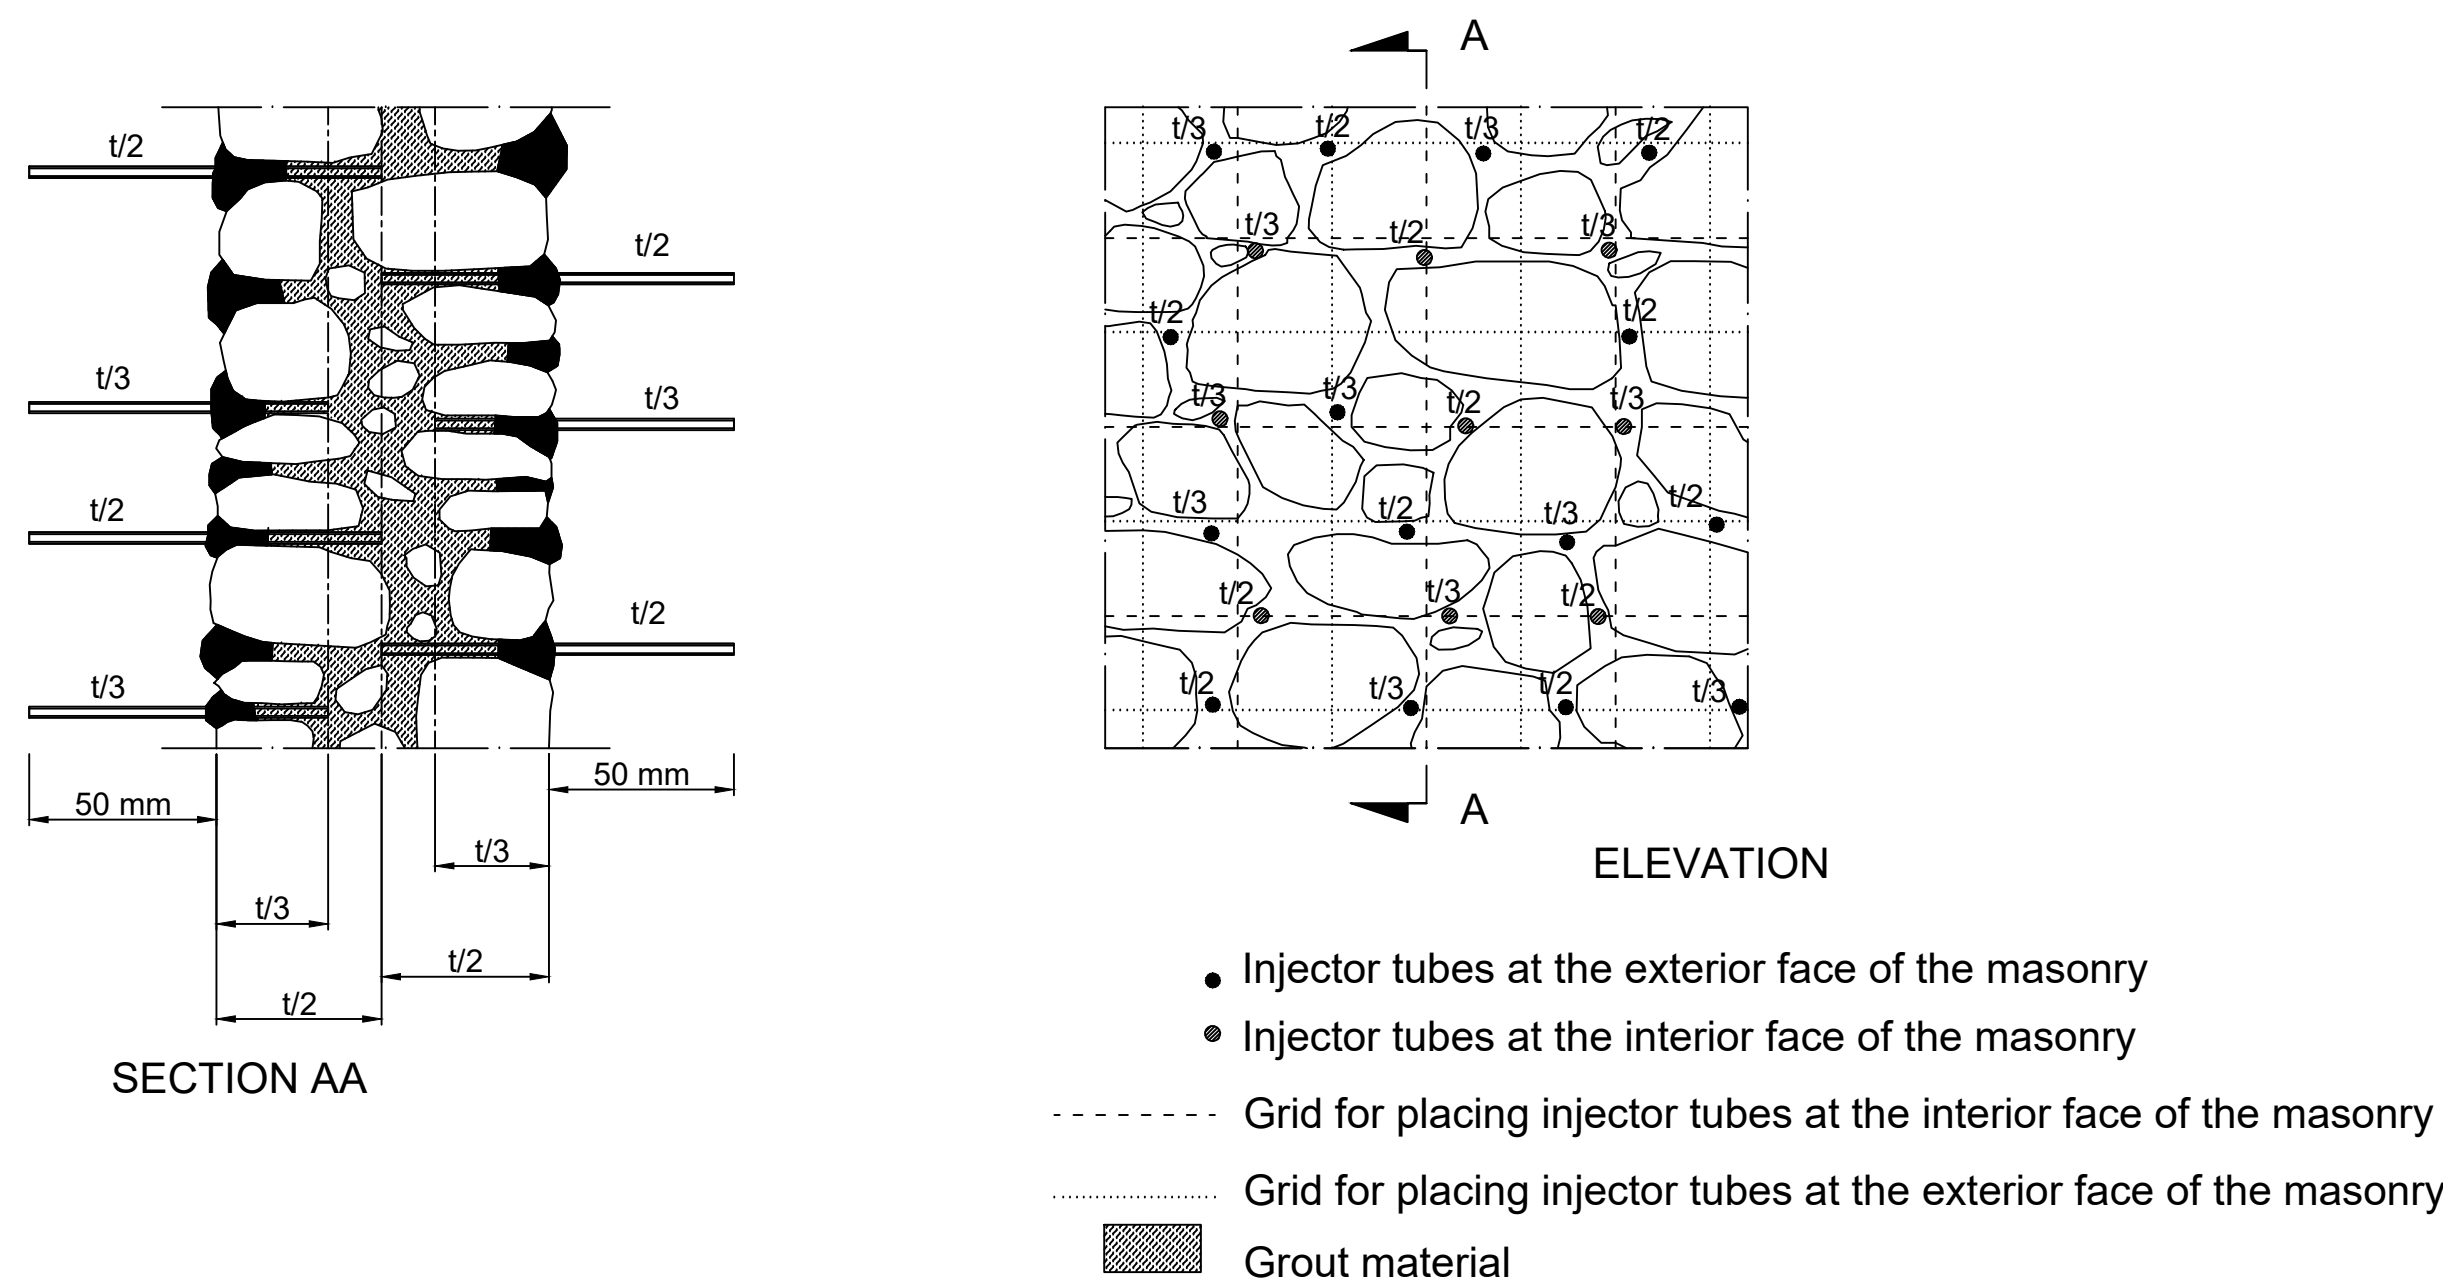 t/2
t/2
t/3
t/3
t/2
t/2
t/3
50 mm
50 mm
t/3
t/3
t/2
t/2
SECTION AA
A
t/3
t/2
t/3
t/2
t/3
t/2
t/3
t/2
t/2
t/3
t/3
t/2
t/3
t/3
t/2
t/3
t/2
t/2
t/3
t/2
t/2
t/3
t/2
t/3
A
ELEVATION
Injector tubes at the exterior face of the masonry
Injector tubes at the interior face of the masonry
Grid for placing injector tubes at the interior face of the masonry
Grid for placing injector tubes at the exterior face of the masonry
Grout material